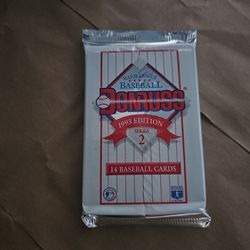 BASEBALL
DONRUSS
1993 EDITION
SERIES
2
14 BASEBALL CARDS